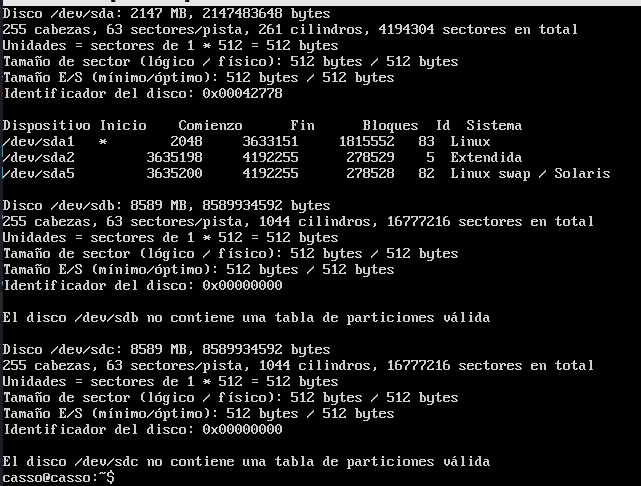 Disco /dev/sda: 2147 MB, 2147483648 bytes
255 cabezas, 63 sectores/pista, 261 cilindros, 4194304 sectores en total
Unidades = sectores de 1 * 512 = 512 bytes
Tamaño de sector (lógico / físico): 512 bytes / 512 bytes
Tamaño E/S (mínimo/óptimo): 512 bytes / 512 bytes
Identificador del disco: 0x00042778
Dispositivo Inicio    Comienzo      Fin      Bloques  Id  Sistema
/dev/sda1   *        2048     3633151     1815552   83  Linux
/dev/sda2         3635198     4192255      278529    5  Extendida
/dev/sda5         3635200     4192255      278528   82  Linux swap / Solaris
Disco /dev/sdb: 8589 MB, 8589934592 bytes
255 cabezas, 63 sectores/pista, 1044 cilindros, 16777216 sectores en total
Unidades = sectores de 1 * 512 = 512 bytes
Tamaño de sector (lógico / físico): 512 bytes / 512 bytes
Tamaño E/S (mínimo/óptimo): 512 bytes / 512 bytes
Identificador del disco: 0x00000000
El disco /dev/sdb no contiene una tabla de particiones válida
Disco /dev/sdc: 8589 MB, 8589934592 bytes
255 cabezas, 63 sectores/pista, 1044 cilindros, 16777216 sectores en total
Unidades = sectores de 1 * 512 = 512 bytes
Tamaño de sector (lógico / físico): 512 bytes / 512 bytes
Tamaño E/S (mínimo/óptimo): 512 bytes / 512 bytes
Identificador del disco: 0x00000000
El disco /dev/sdc no contiene una tabla de particiones válida
casso@casso:~$